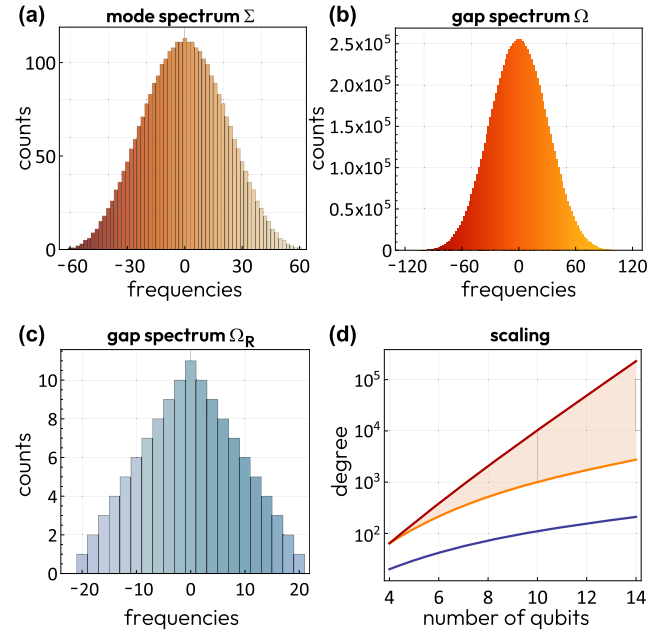 (a) mode spectrum Σ
counts
100
50
0
−60 −30 0 30 60
frequencies
(b) gap spectrum Ω
counts
2.5x10⁵
2.0x10⁵
1.5x10⁵
1.0x10⁵
0.5x10⁵
0
−120 −60 0 60 120
frequencies
(c) gap spectrum Ω_R
counts
10
8
6
4
2
0
−20 −10 0 10 20
frequencies
(d) scaling
degree
10⁵
10⁴
10³
10²
4 6 8 10 12 14
number of qubits